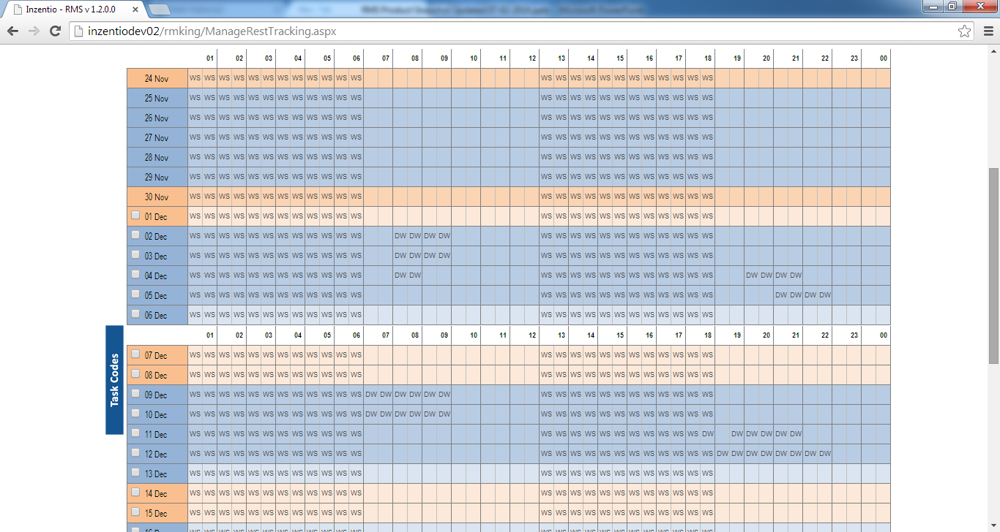 Inzentio - RMS v 1.2.0.0
inzentiodev02/rmking/ManageRestTracking.aspx
01 02 03 04 05 06 07 08 09 10 11 12 13 14 15 16 17 18 19 20 21 22 23 00
24 Nov WS WS WS WS WS WS WS WS WS WS WS WS WS WS WS WS WS WS WS WS WS WS WS WS
25 Nov WS WS WS WS WS WS WS WS WS WS WS WS WS WS WS WS WS WS WS WS WS WS WS WS
26 Nov WS WS WS WS WS WS WS WS WS WS WS WS WS WS WS WS WS WS WS WS WS WS WS WS
27 Nov WS WS WS WS WS WS WS WS WS WS WS WS WS WS WS WS WS WS WS WS WS WS WS WS
28 Nov WS WS WS WS WS WS WS WS WS WS WS WS WS WS WS WS WS WS WS WS WS WS WS WS
29 Nov WS WS WS WS WS WS WS WS WS WS WS WS WS WS WS WS WS WS WS WS WS WS WS WS
30 Nov WS WS WS WS WS WS WS WS WS WS WS WS WS WS WS WS WS WS WS WS WS WS WS WS
01 Dec WS WS WS WS WS WS WS WS WS WS WS WS WS WS WS WS WS WS WS WS WS WS WS WS
02 Dec WS WS WS WS WS WS WS WS WS WS WS WS DW DW DW DW WS WS WS WS WS WS WS WS WS WS WS WS
03 Dec WS WS WS WS WS WS WS WS WS WS WS WS DW DW DW DW WS WS WS WS WS WS WS WS WS WS WS WS
04 Dec WS WS WS WS WS WS WS WS WS WS WS WS DW DW WS WS WS WS WS WS WS WS WS WS WS WS DW DW DW DW
05 Dec WS WS WS WS WS WS WS WS WS WS WS WS WS WS WS WS WS WS WS WS WS WS WS WS DW DW DW DW
06 Dec WS WS WS WS WS WS WS WS WS WS WS WS WS WS WS WS WS WS WS WS WS WS WS WS
Task Codes
01 02 03 04 05 06 07 08 09 10 11 12 13 14 15 16 17 18 19 20 21 22 23 00
07 Dec WS WS WS WS WS WS WS WS WS WS WS WS WS WS WS WS WS WS WS WS WS WS WS WS
08 Dec WS WS WS WS WS WS WS WS WS WS WS WS WS WS WS WS WS WS WS WS WS WS WS WS
09 Dec WS WS WS WS WS WS WS WS WS WS WS WS DW DW DW DW DW DW WS WS WS WS WS WS WS WS WS WS WS WS
10 Dec WS WS WS WS WS WS WS WS WS WS WS WS DW DW DW DW DW DW WS WS WS WS WS WS WS WS WS WS WS WS
11 Dec WS WS WS WS WS WS WS WS WS WS WS WS WS WS WS WS WS WS WS WS WS WS WS DW DW DW DW DW DW
12 Dec WS WS WS WS WS WS WS WS WS WS WS WS WS WS WS WS WS WS WS WS WS WS WS WS DW DW DW DW DW DW DW DW
13 Dec WS WS WS WS WS WS WS WS WS WS WS WS WS WS WS WS WS WS WS WS WS WS WS WS
14 Dec WS WS WS WS WS WS WS WS WS WS WS WS WS WS WS WS WS WS WS WS WS WS WS WS
15 Dec WS WS WS WS WS WS WS WS WS WS WS WS WS WS WS WS WS WS WS WS WS WS WS WS